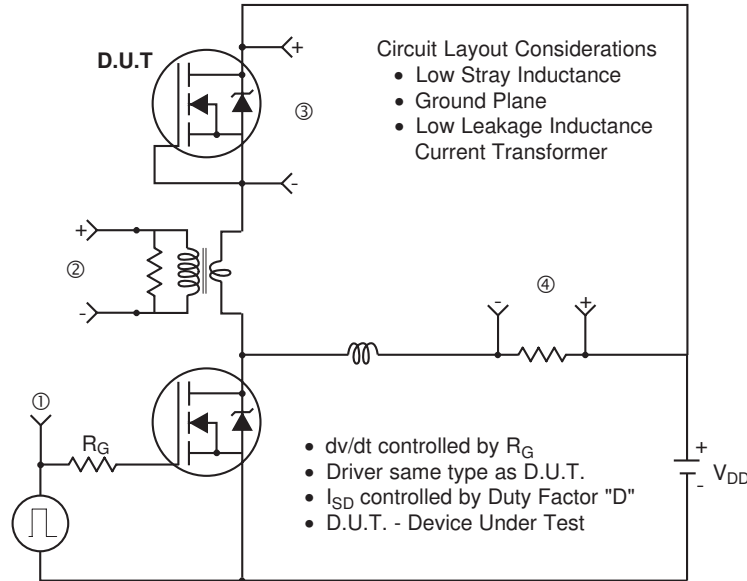 D.U.T
+
Circuit Layout Considerations
• Low Stray Inductance
• Ground Plane
• Low Leakage Inductance
Current Transformer
③
-
+
②
-
④
-
+
①
R_G
• dv/dt controlled by R_G
• Driver same type as D.U.T.
• I_SD controlled by Duty Factor "D"
• D.U.T. - Device Under Test
+
V_DD
-